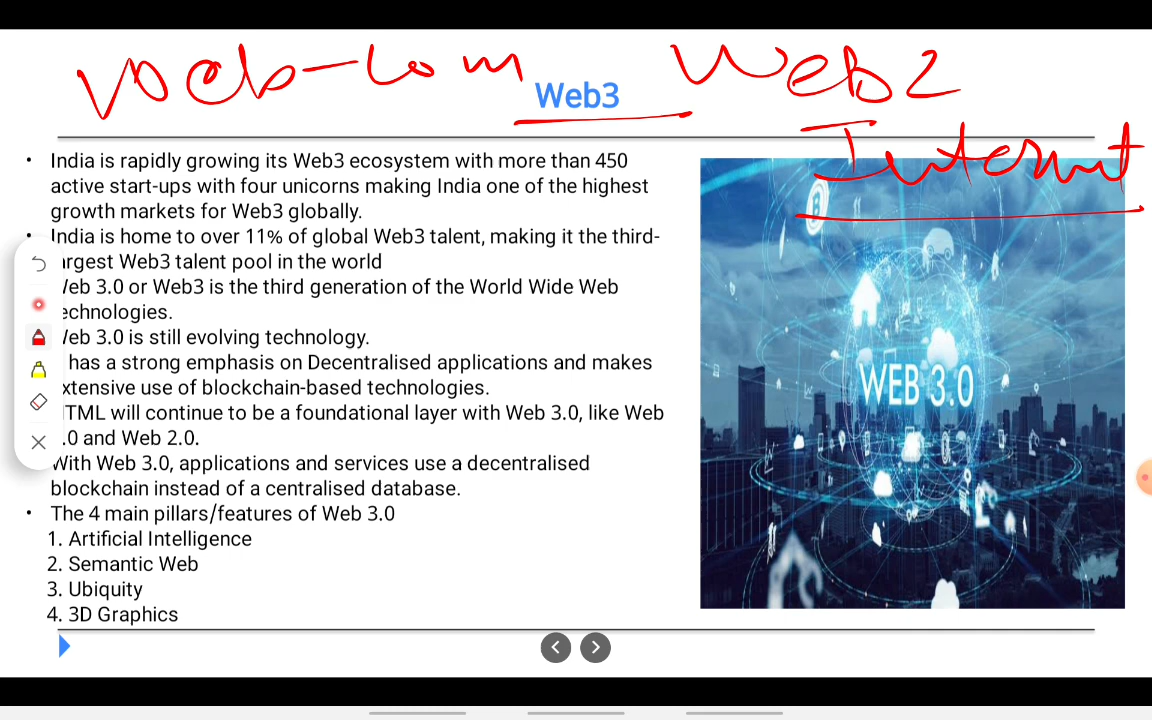 Web-com Web2
Web3
Internet
• India is rapidly growing its Web3 ecosystem with more than 450
active start-ups with four unicorns making India one of the highest
growth markets for Web3 globally.
• India is home to over 11% of global Web3 talent, making it the third-
argest Web3 talent pool in the world
Veb 3.0 or Web3 is the third generation of the World Wide Web
echnologies.
Veb 3.0 is still evolving technology.
has a strong emphasis on Decentralised applications and makes
xtensive use of blockchain-based technologies.
TML will continue to be a foundational layer with Web 3.0, like Web
.0 and Web 2.0.
With Web 3.0, applications and services use a decentralised
blockchain instead of a centralised database.
• The 4 main pillars/features of Web 3.0
1. Artificial Intelligence
2. Semantic Web
3. Ubiquity
4. 3D Graphics
WEB 3.0